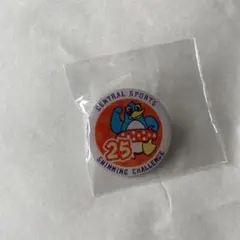 CENTRAL SPORTS
25
SWIMMING CHALLENGE